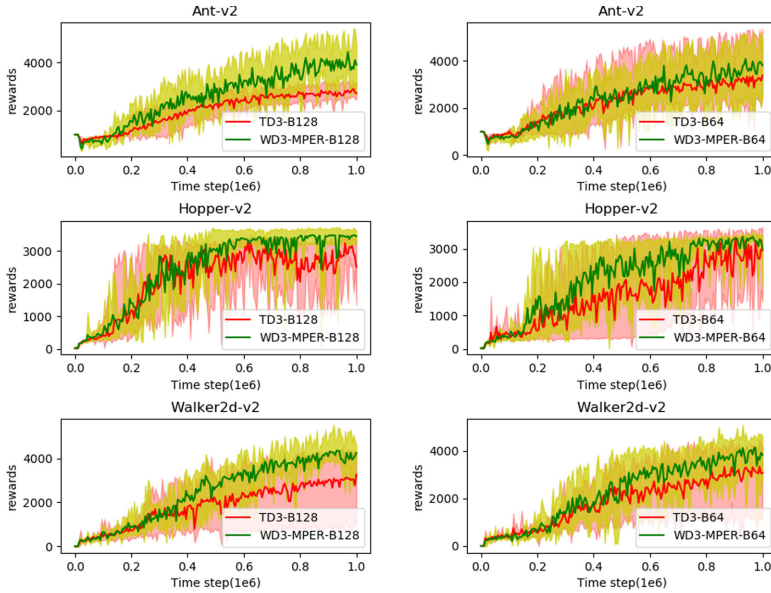 Ant-v2
rewards
4000
2000
TD3-B128
WD3-MPER-B128
0.0 0.2 0.4 0.6 0.8 1.0
Time step(1e6)
Ant-v2
rewards
4000
2000
0
TD3-B64
WD3-MPER-B64
0.0 0.2 0.4 0.6 0.8 1.0
Time step(1e6)
Hopper-v2
rewards
3000
2000
1000
0
TD3-B128
WD3-MPER-B128
0.0 0.2 0.4 0.6 0.8 1.0
Time step(1e6)
Hopper-v2
rewards
3000
2000
1000
0
TD3-B64
WD3-MPER-B64
0.0 0.2 0.4 0.6 0.8 1.0
Time step(1e6)
Walker2d-v2
rewards
4000
2000
0
TD3-B128
WD3-MPER-B128
0.0 0.2 0.4 0.6 0.8 1.0
Time step(1e6)
Walker2d-v2
rewards
4000
2000
0
TD3-B64
WD3-MPER-B64
0.0 0.2 0.4 0.6 0.8 1.0
Time step(1e6)